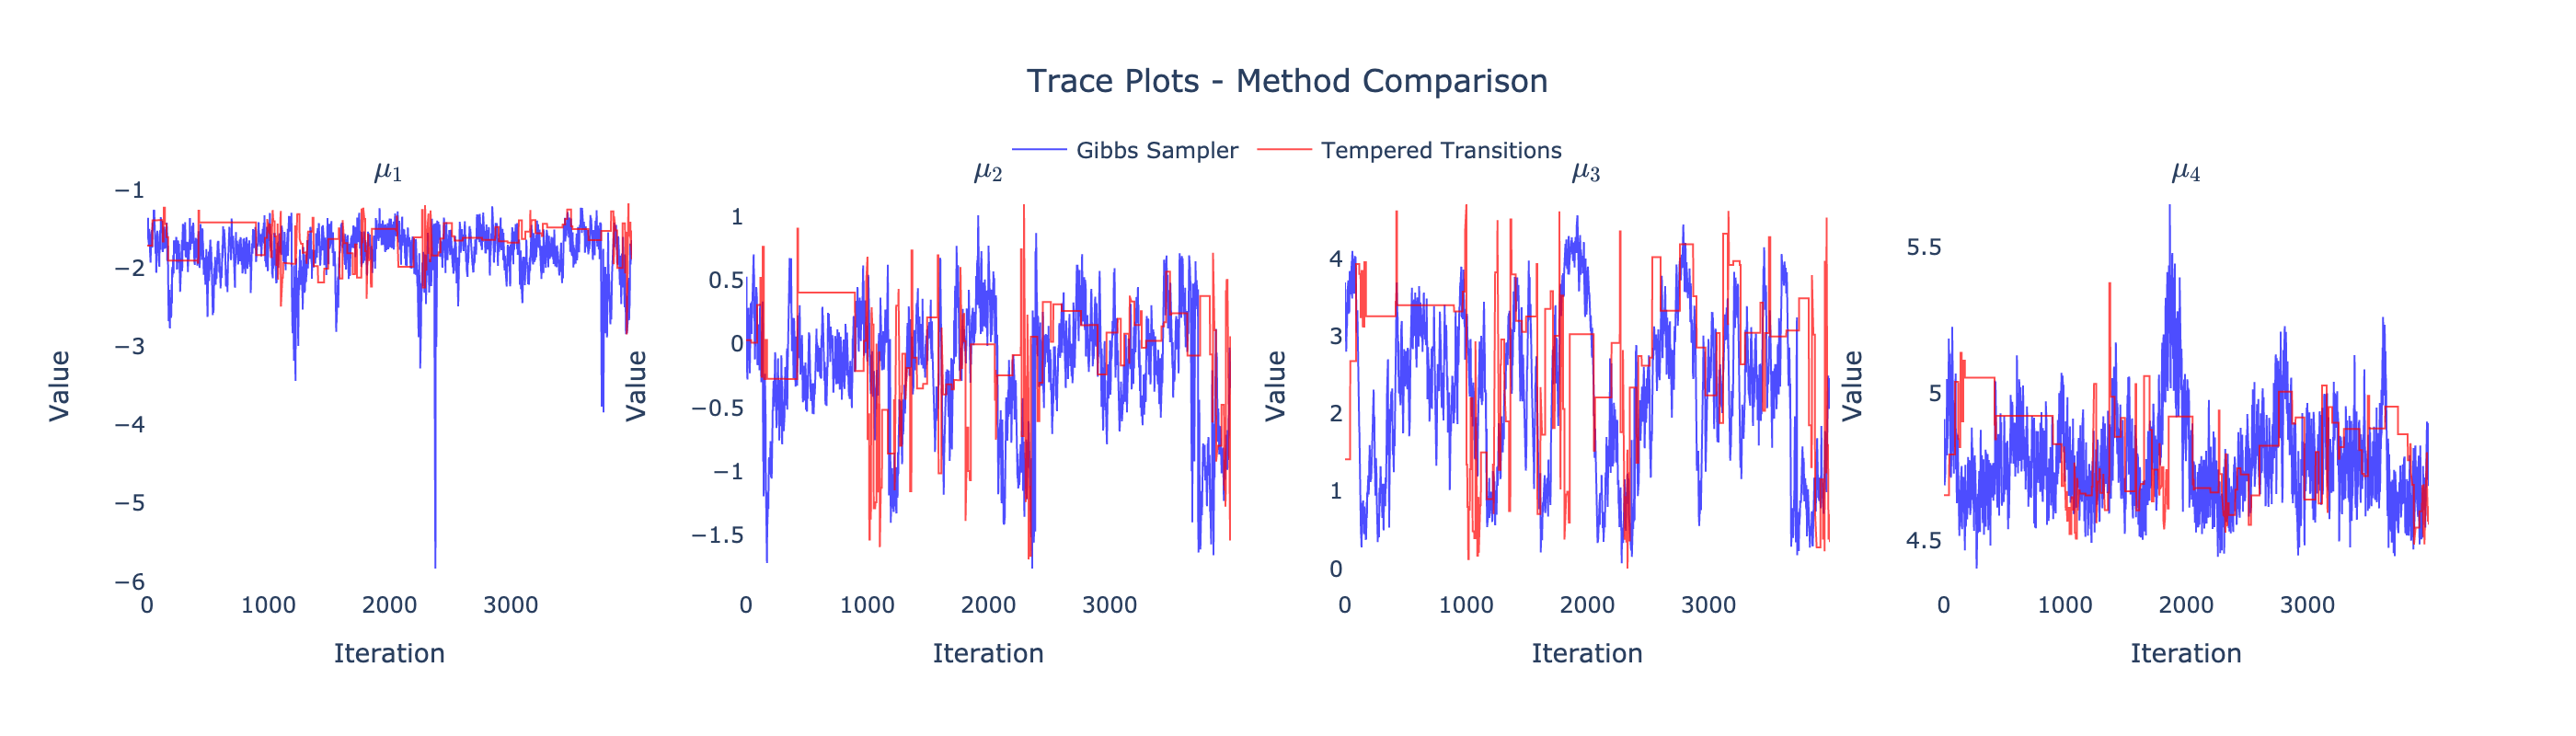 Trace Plots - Method Comparison
Gibbs Sampler Tempered Transitions
μ₁
Value
−1
−2
−3
−4
−5
−6
0 1000 2000 3000
Iteration
μ₂
Value
1
0.5
0
−0.5
−1
−1.5
0 1000 2000 3000
Iteration
μ₃
Value
4
3
2
1
0
0 1000 2000 3000
Iteration
μ₄
Value
5.5
5
4.5
0 1000 2000 3000
Iteration